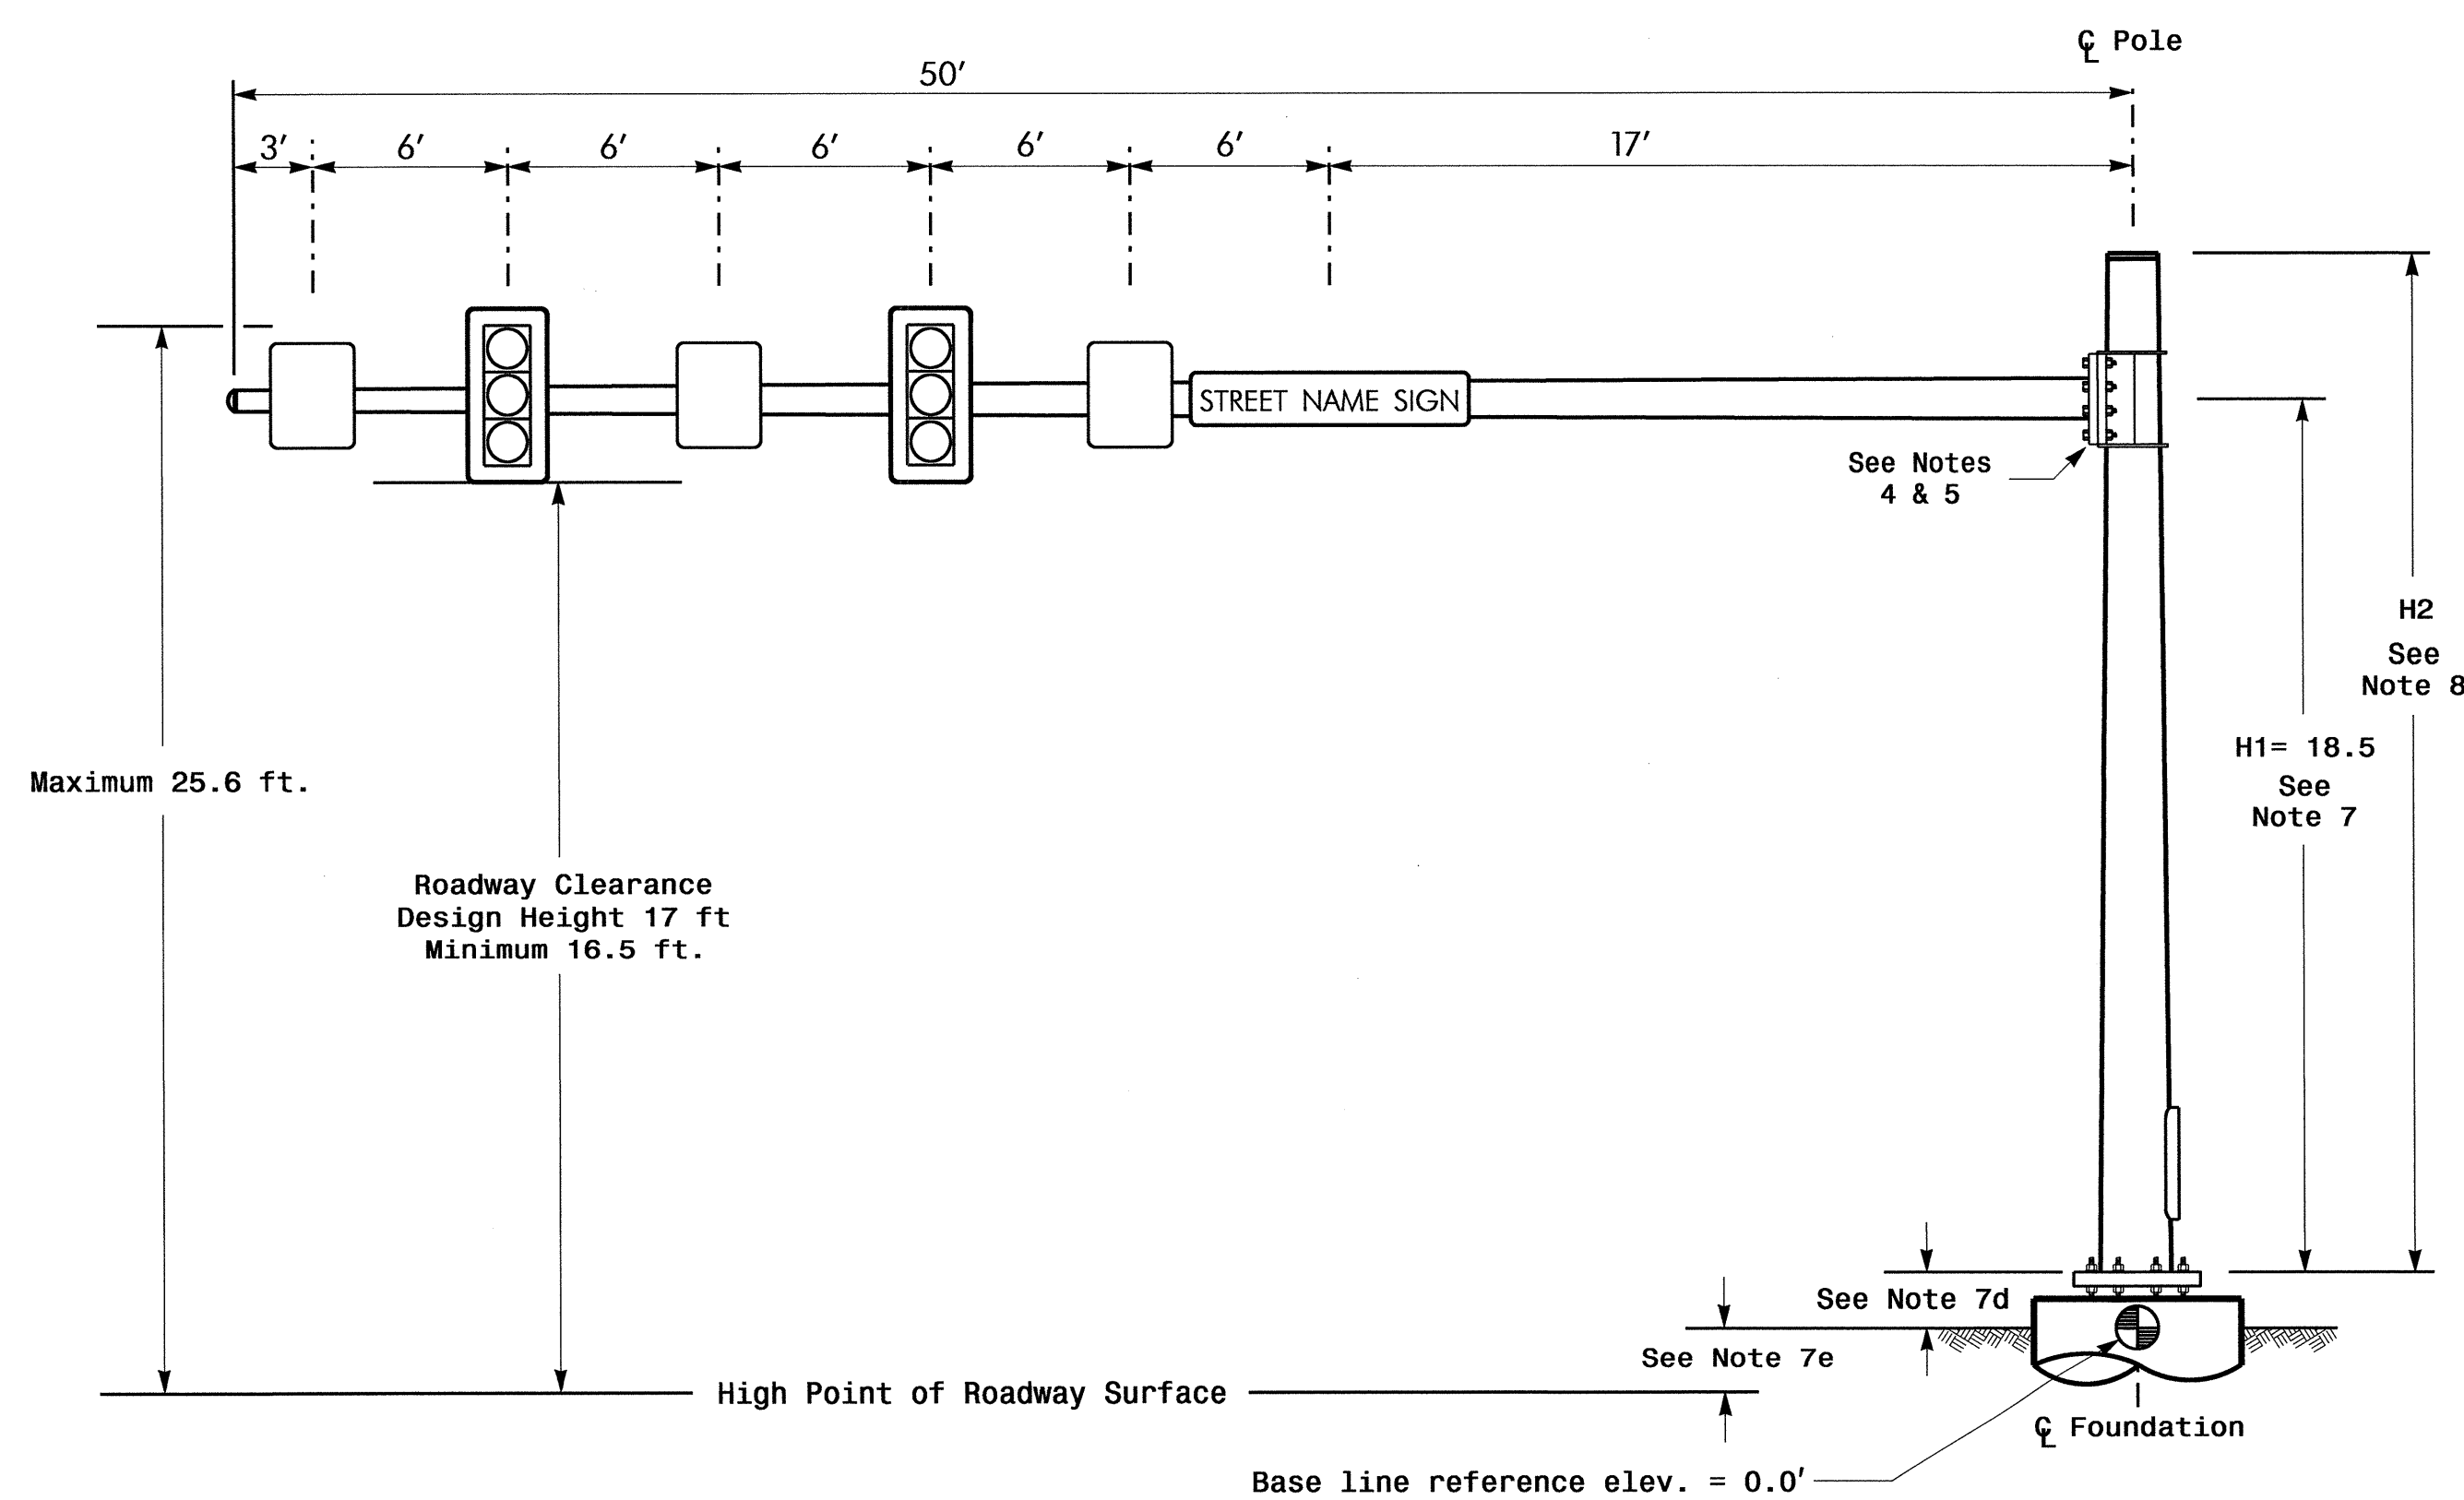 ℄ Pole
50'
3' 6' 6' 6' 6' 6' 17'
STREET NAME SIGN
See Notes
4 & 5
H2
See
Note 8
H1= 18.5
See
Note 7
Maximum 25.6 ft.
Roadway Clearance
Design Height 17 ft
Minimum 16.5 ft.
See Note 7d
See Note 7e
High Point of Roadway Surface
℄ Foundation
Base line reference elev. = 0.0'